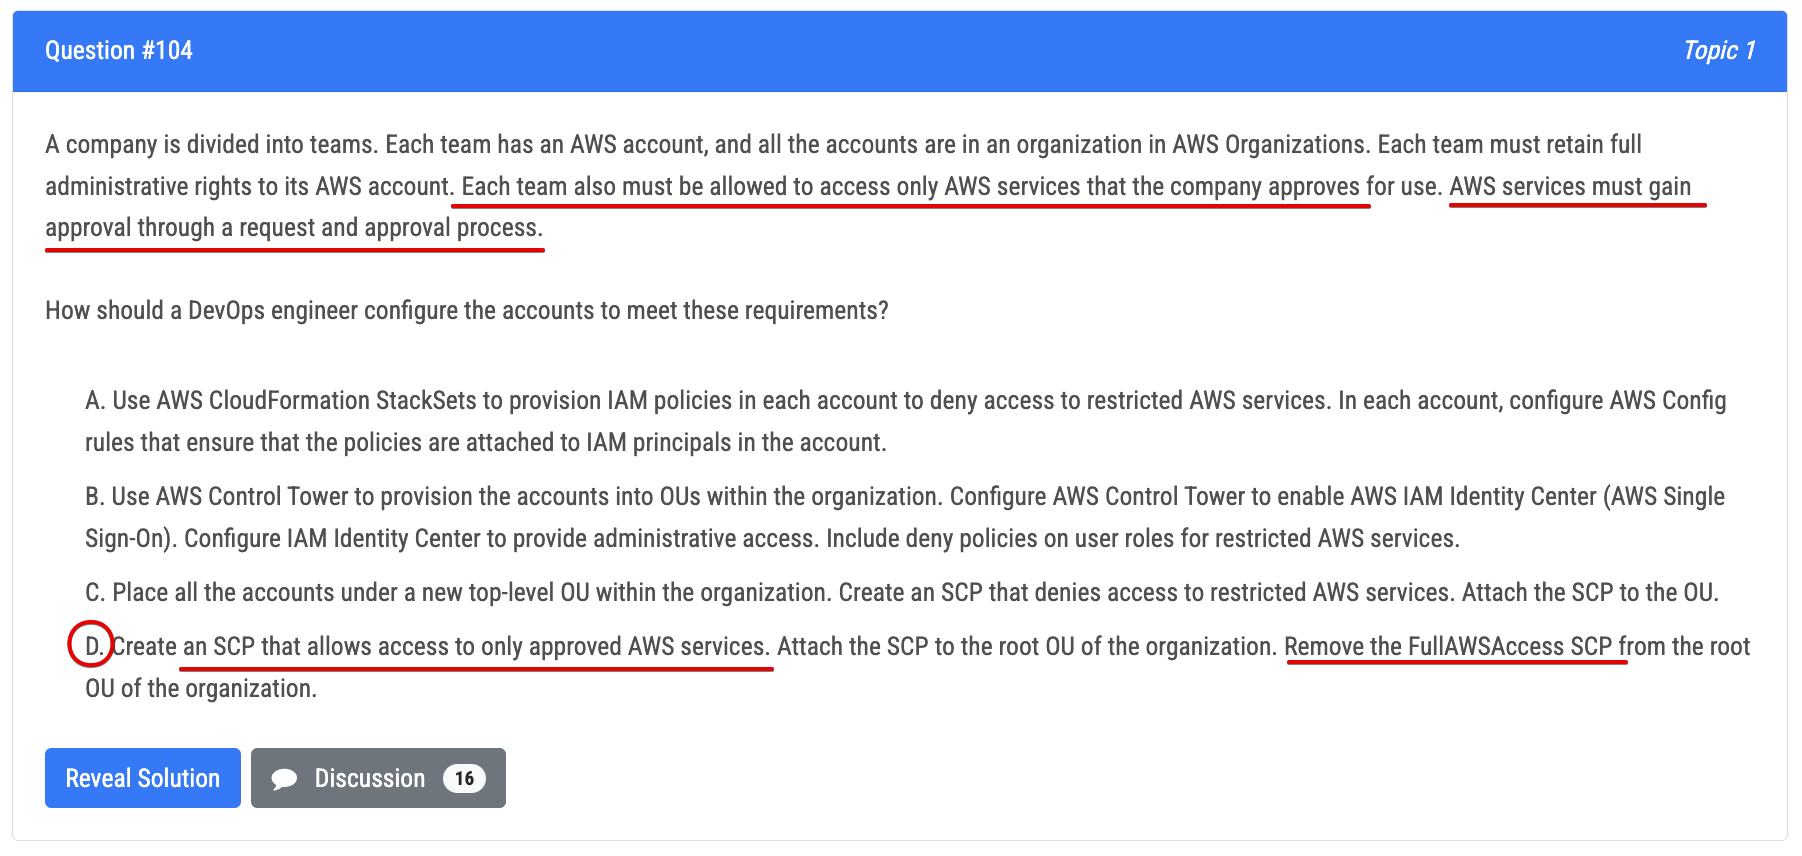 Question #104
Topic 1
A company is divided into teams. Each team has an AWS account, and all the accounts are in an organization in AWS Organizations. Each team must retain full
administrative rights to its AWS account. Each team also must be allowed to access only AWS services that the company approves for use. AWS services must gain
approval through a request and approval process.
How should a DevOps engineer configure the accounts to meet these requirements?
A. Use AWS CloudFormation StackSets to provision IAM policies in each account to deny access to restricted AWS services. In each account, configure AWS Config
rules that ensure that the policies are attached to IAM principals in the account.
B. Use AWS Control Tower to provision the accounts into OUs within the organization. Configure AWS Control Tower to enable AWS IAM Identity Center (AWS Single
Sign-On). Configure IAM Identity Center to provide administrative access. Include deny policies on user roles for restricted AWS services.
C. Place all the accounts under a new top-level OU within the organization. Create an SCP that denies access to restricted AWS services. Attach the SCP to the OU.
D. Create an SCP that allows access to only approved AWS services. Attach the SCP to the root OU of the organization. Remove the FullAWSAccess SCP from the root
OU of the organization.
Reveal Solution
Discussion 16